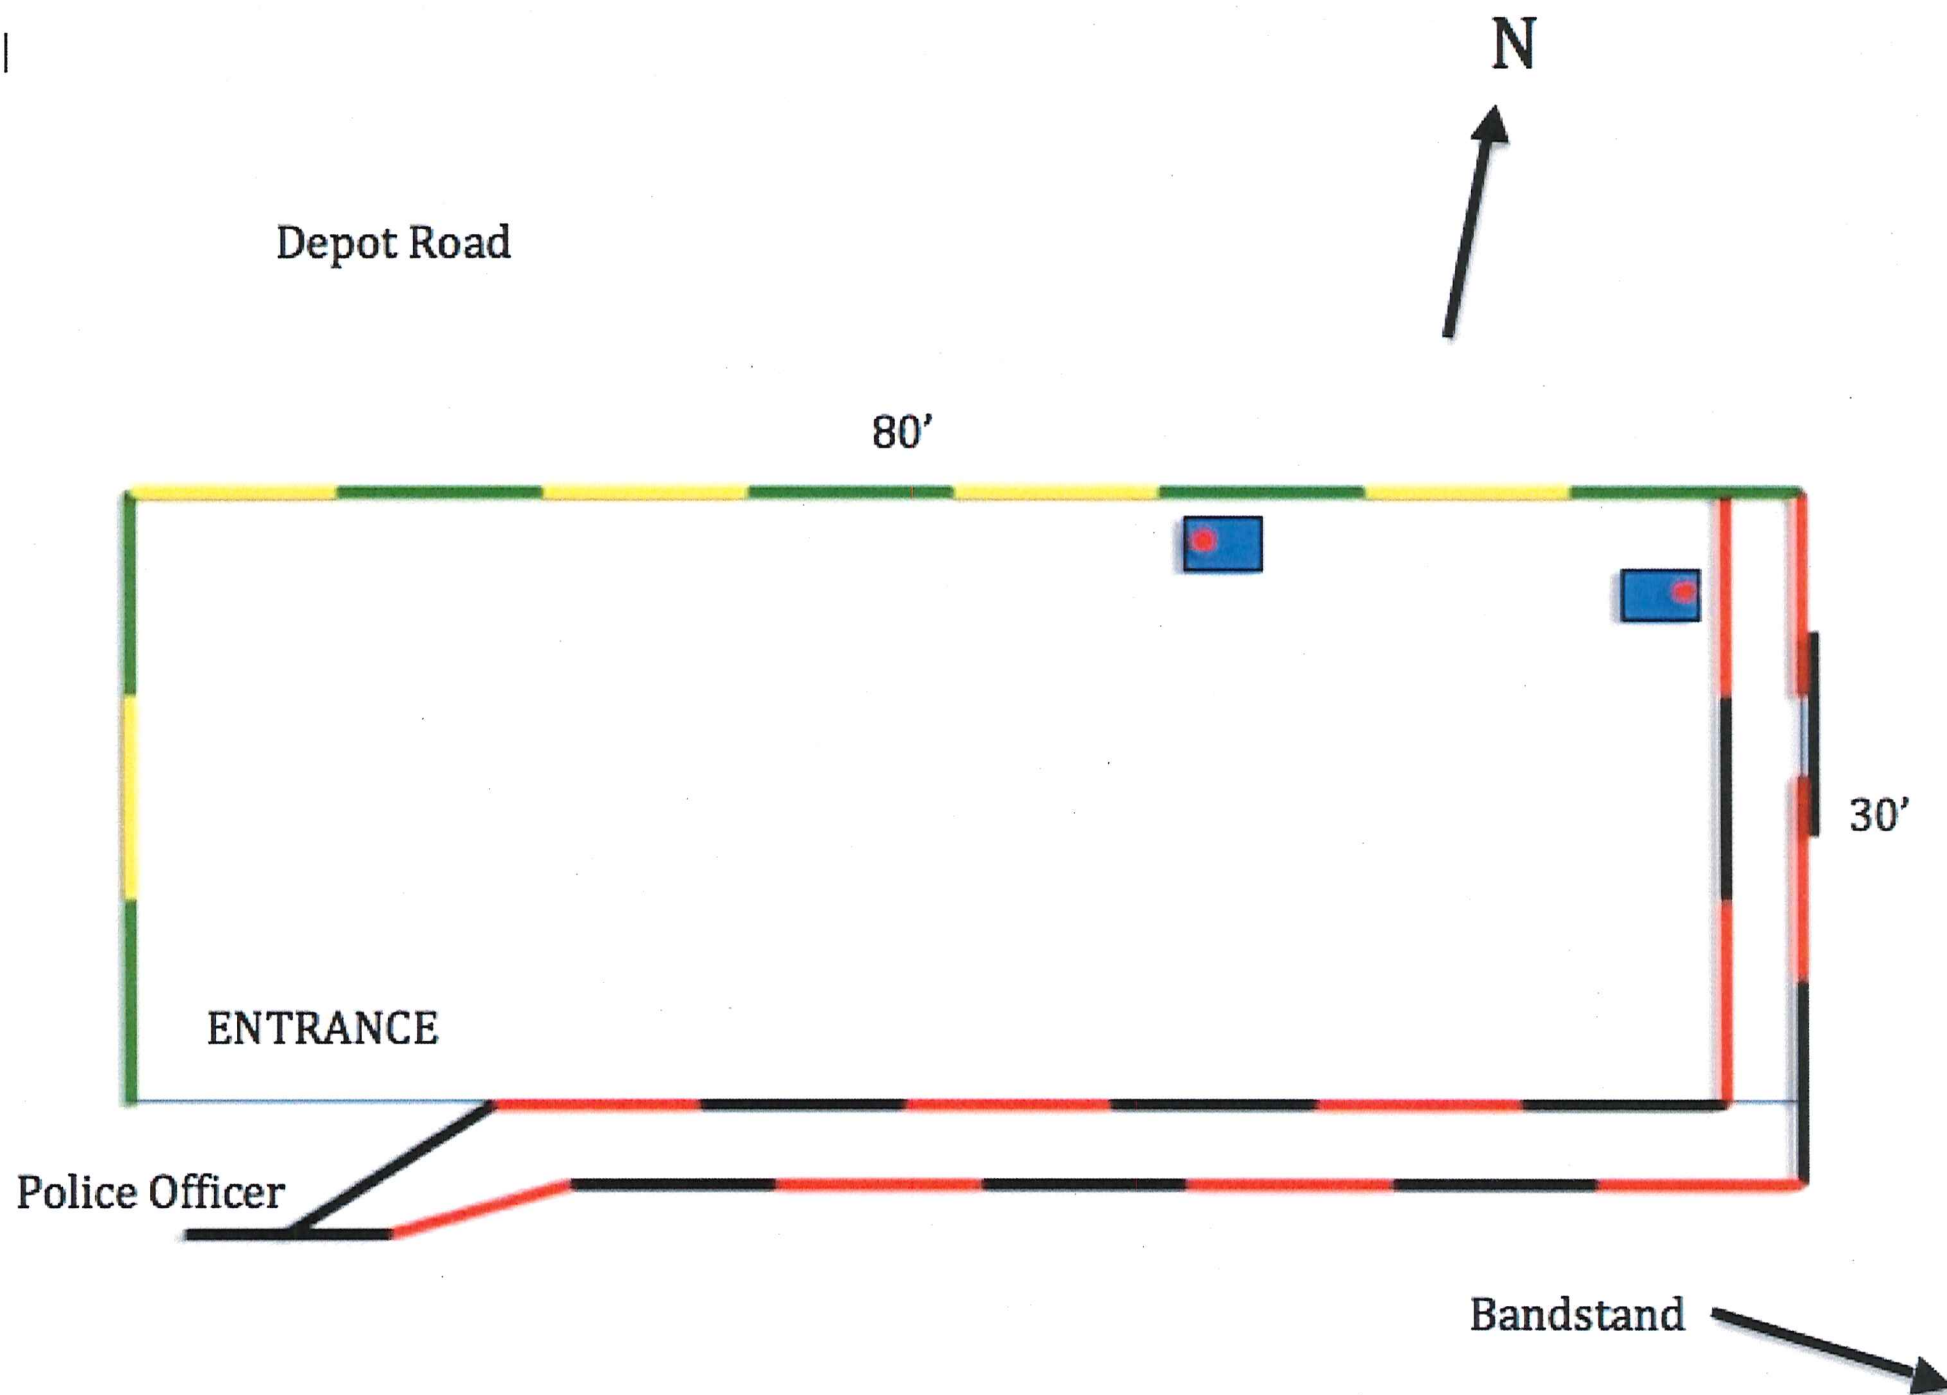 N
Depot Road
80’
30’
ENTRANCE
Police Officer
Bandstand